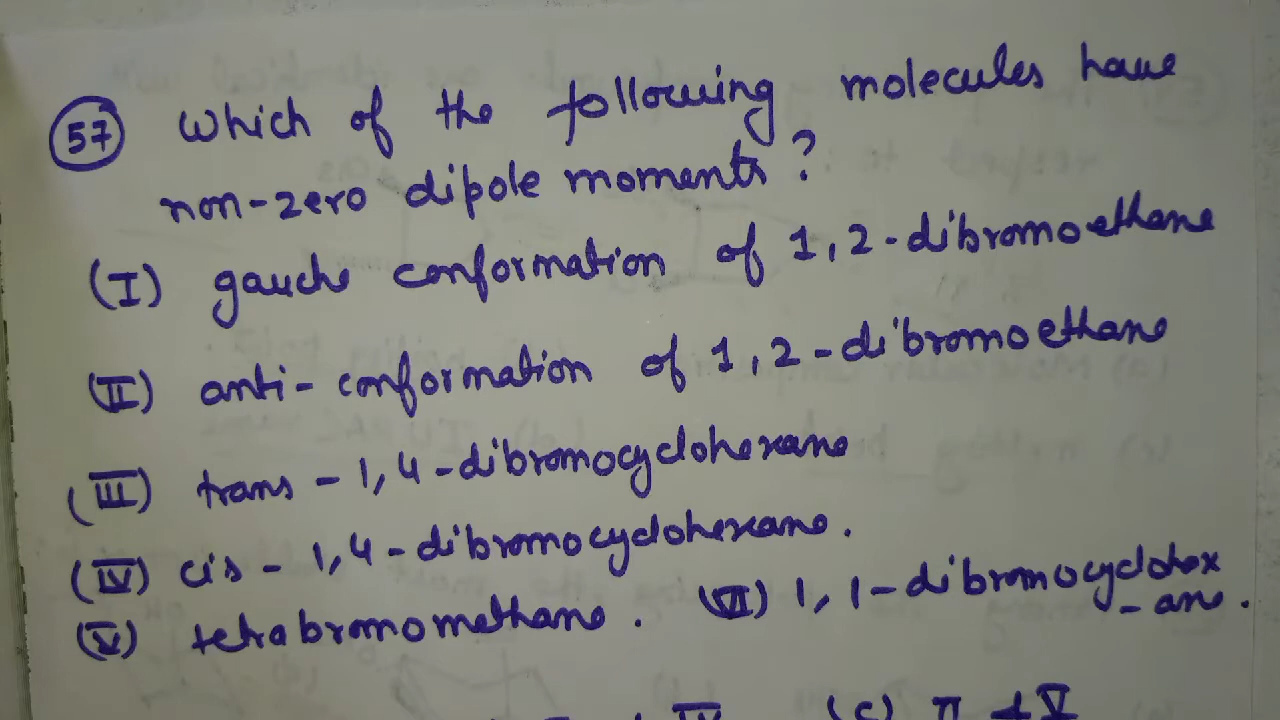 (57) Which of the following molecules have
non-zero dipole moments ?
(I) gauche conformation of 1,2-dibromoethane
(II) anti-conformation of 1,2-dibromoethane
(III) trans-1,4-dibromocyclohexane
(IV) cis-1,4-dibromocyclohexane.
(V) tetrabromomethane. (VI) 1,1-dibromocyclohex
-ane.
IV (c) II & V